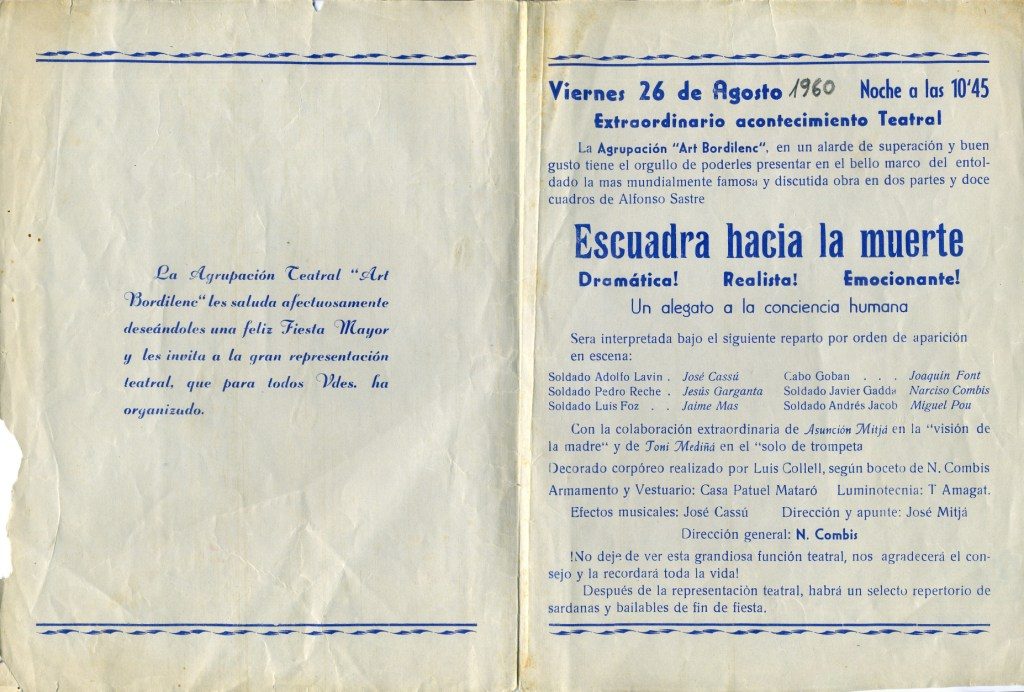 La Agrupación Teatral "Art
Bordilenc" les saluda afectuosamente
deseándoles una feliz Fiesta Mayor
y les invita a la gran representación
teatral, que para todos Vdes. ha
organizado.
Viernes 26 de Agosto 1960 Noche a las 10'45
Extraordinario acontecimiento Teatral
La Agrupación "Art Bordilenc", en un alarde de superación y buen
gusto tiene el orgullo de poderles presentar en el bello marco del entol-
dado la mas mundialmente famosa y discutida obra en dos partes y doce
cuadros de Alfonso Sastre
Escuadra hacia la muerte
Dramática! Realista! Emocionante!
Un alegato a la conciencia humana
Sera interpretada bajo el siguiente reparto por orden de aparición
en escena:
Soldado Adolfo Lavin . José Cassú Cabo Goban . . . Joaquin Font
Soldado Pedro Reche . Jesús Garganta Soldado Javier Gadda Narciso Combis
Soldado Luis Foz . . Jaime Mas Soldado Andrés Jacob Miguel Pou
Con la colaboración extraordinaria de Asunción Mitjá en la "visión de
la madre" y de Toni Mediñá en el "solo de trompeta
Decorado corpóreo realizado por Luis Collell, según boceto de N. Combis
Armamento y Vestuario: Casa Patuel Mataró Luminotecnia: T Amagat.
Efectos musicales: José Cassú Dirección y apunte: José Mitjá
Dirección general: N. Combis
!No deje de ver esta grandiosa función teatral, nos agradecerá el con-
sejo y la recordará toda la vida!
Después de la representaciòn teatral, habrá un selecto repertorio de
sardanas y bailables de fin de fiesta.